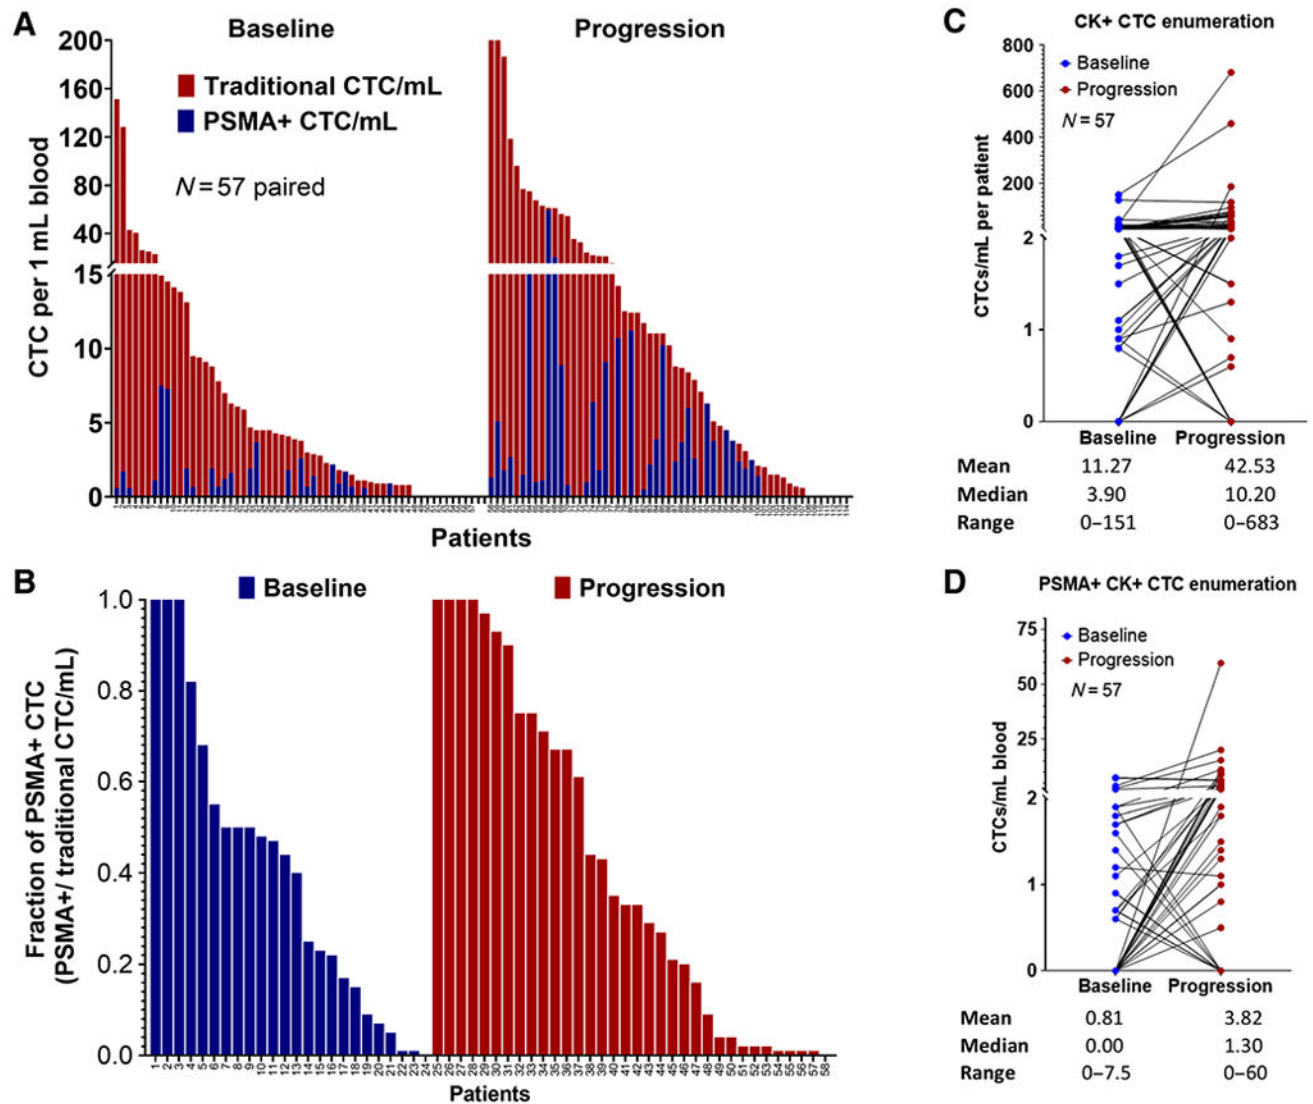 A
Baseline
Progression
200
160
120
80
40
15
10
5
0
CTC per 1 mL blood
Traditional CTC/mL
PSMA+ CTC/mL
N = 57 paired
Patients
B
Baseline
Progression
1.0
0.8
0.6
0.4
0.2
0.0
Fraction of PSMA+ CTC
(PSMA+/ traditional CTC/mL)
1 2 3 4 5 6 7 8 9 10 11 12 13 14 15 16 17 18 19 20 21 22 23 24 25 26 27 28 29 30 31 32 33 34 35 36 37 38 39 40 41 42 43 44 45 46 47 48 49 50 51 52 53 54 55 56 57 58
Patients
C
CK+ CTC enumeration
800
600
400
200
2
1
0
CTCs/mL per patient
Baseline
Progression
N = 57
Baseline Progression
Mean 11.27 42.53
Median 3.90 10.20
Range 0–151 0–683
D
PSMA+ CK+ CTC enumeration
75
50
25
2
1
0
CTCs/mL blood
Baseline
Progression
N = 57
Baseline Progression
Mean 0.81 3.82
Median 0.00 1.30
Range 0–7.5 0–60